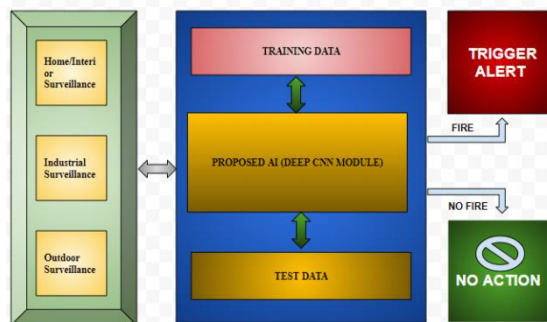 Home/Interi
or
Surveillance
Industrial
Surveillance
Outdoor
Surveillance
TRAINING DATA
PROPOSED AI (DEEP CNN MODULE)
TEST DATA
FIRE
NO FIRE
TRIGGER
ALERT
NO ACTION